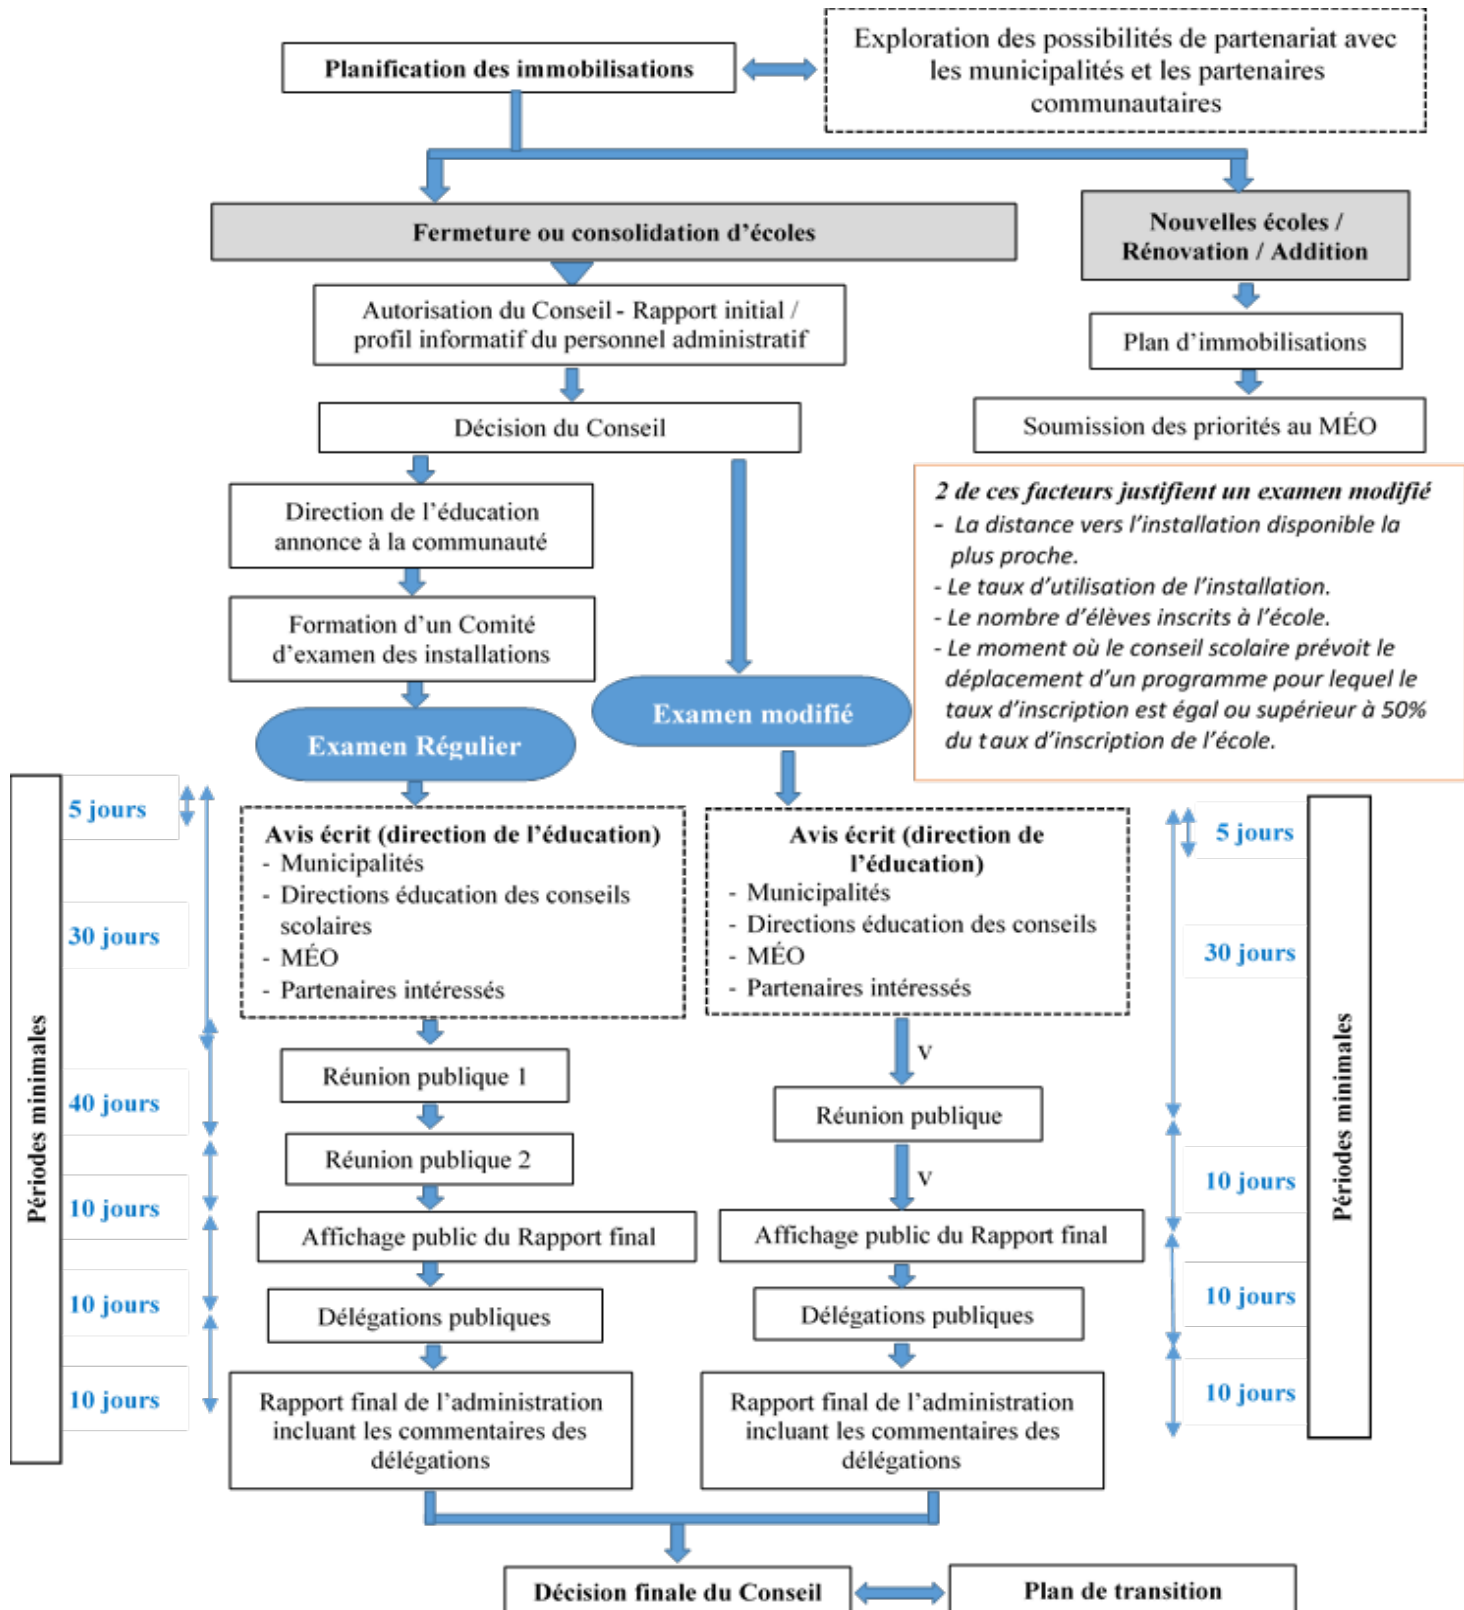 Planification des immobilisations
Exploration des possibilités de partenariat avec
les municipalités et les partenaires
communautaires
Fermeture ou consolidation d'écoles
Nouvelles écoles /
Rénovation / Addition
Autorisation du Conseil - Rapport initial /
profil informatif du personnel administratif
Plan d'immobilisations
Décision du Conseil
Soumission des priorités au MÉO
Direction de l'éducation
annonce à la communauté
Formation d'un Comité
d'examen des installations
2 de ces facteurs justifient un examen modifié
- La distance vers l'installation disponible la
plus proche.
- Le taux d'utilisation de l'installation.
- Le nombre d'élèves inscrits à l'école.
- Le moment où le conseil scolaire prévoit le
déplacement d'un programme pour lequel le
taux d'inscription est égal ou supérieur à 50%
du taux d'inscription de l'école.
Examen Régulier
Examen modifié
Périodes minimales
5 jours
30 jours
40 jours
10 jours
10 jours
10 jours
Avis écrit (direction de l'éducation)
- Municipalités
- Directions éducation des conseils
scolaires
- MÉO
- Partenaires intéressés
Réunion publique 1
Réunion publique 2
Affichage public du Rapport final
Délégations publiques
Rapport final de l'administration
incluant les commentaires des
délégations
Avis écrit (direction de
l'éducation)
- Municipalités
- Directions éducation des conseils
- MÉO
- Partenaires intéressés
v
Réunion publique
v
Affichage public du Rapport final
Délégations publiques
Rapport final de l'administration
incluant les commentaires des
délégations
5 jours
30 jours
10 jours
10 jours
10 jours
Périodes minimales
Décision finale du Conseil
Plan de transition